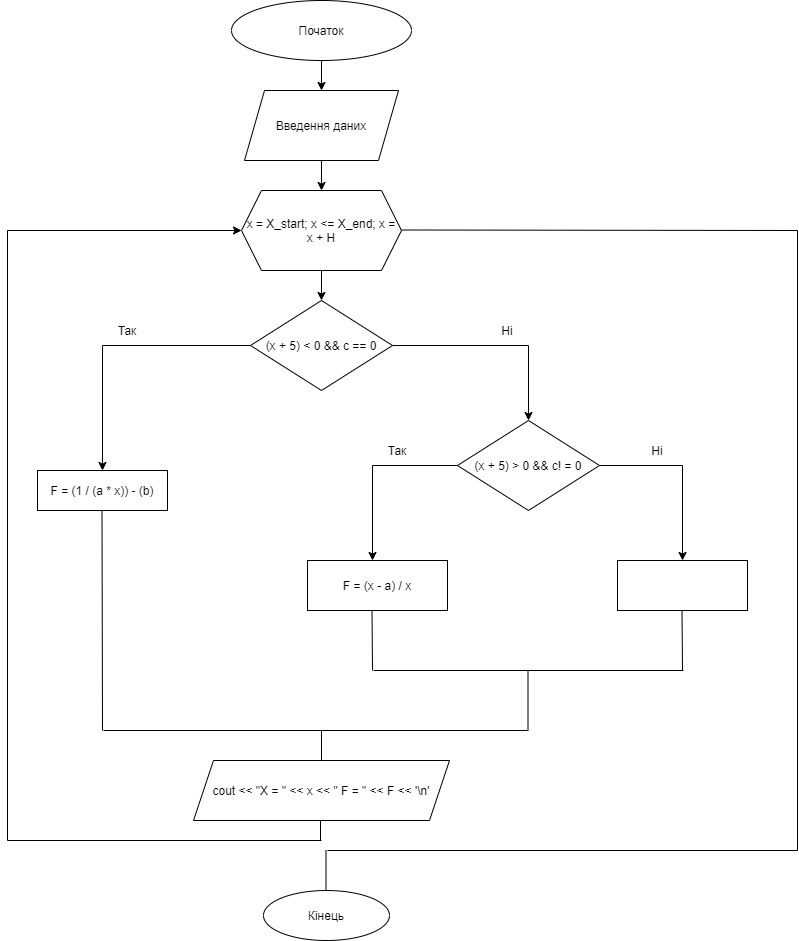 Початок
Введення даних
x = X_start; x <= X_end; x =
x + H
Так
Ні
(x + 5) < 0 && c == 0
Так
Ні
(x + 5) > 0 && c! = 0
F = (1 / (a * x)) - (b)
F = (x - a) / x
cout << "X = " << x << " F = " << F << '\n'
Кінець